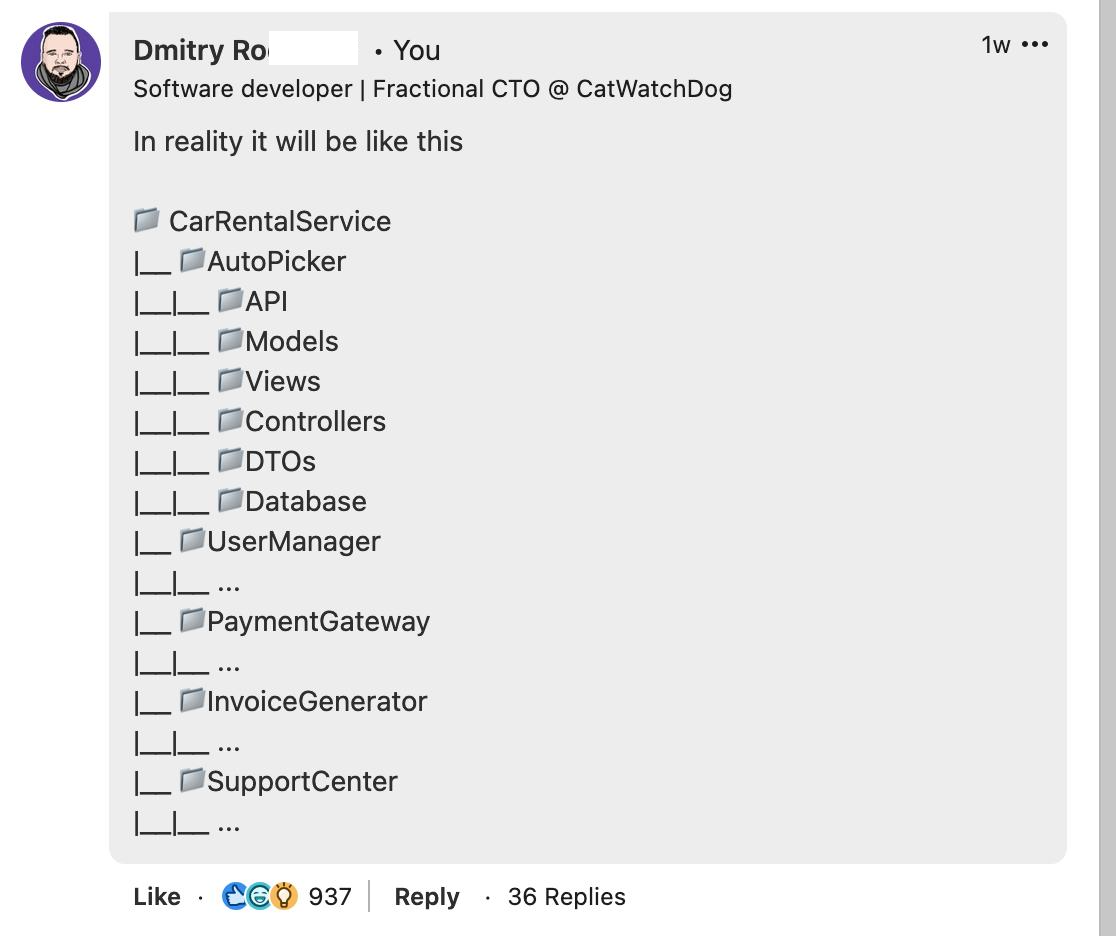 Dmitry Ro • You
1w •••
Software developer | Fractional CTO @ CatWatchDog
In reality it will be like this
📁 CarRentalService
|__ 📁AutoPicker
|__|__ 📁API
|__|__ 📁Models
|__|__ 📁Views
|__|__ 📁Controllers
|__|__ 📁DTOs
|__|__ 📁Database
|__ 📁UserManager
|__|__ ...
|__ 📁PaymentGateway
|__|__ ...
|__ 📁InvoiceGenerator
|__|__ ...
|__ 📁SupportCenter
|__|__ ...
Like · 937 | Reply · 36 Replies